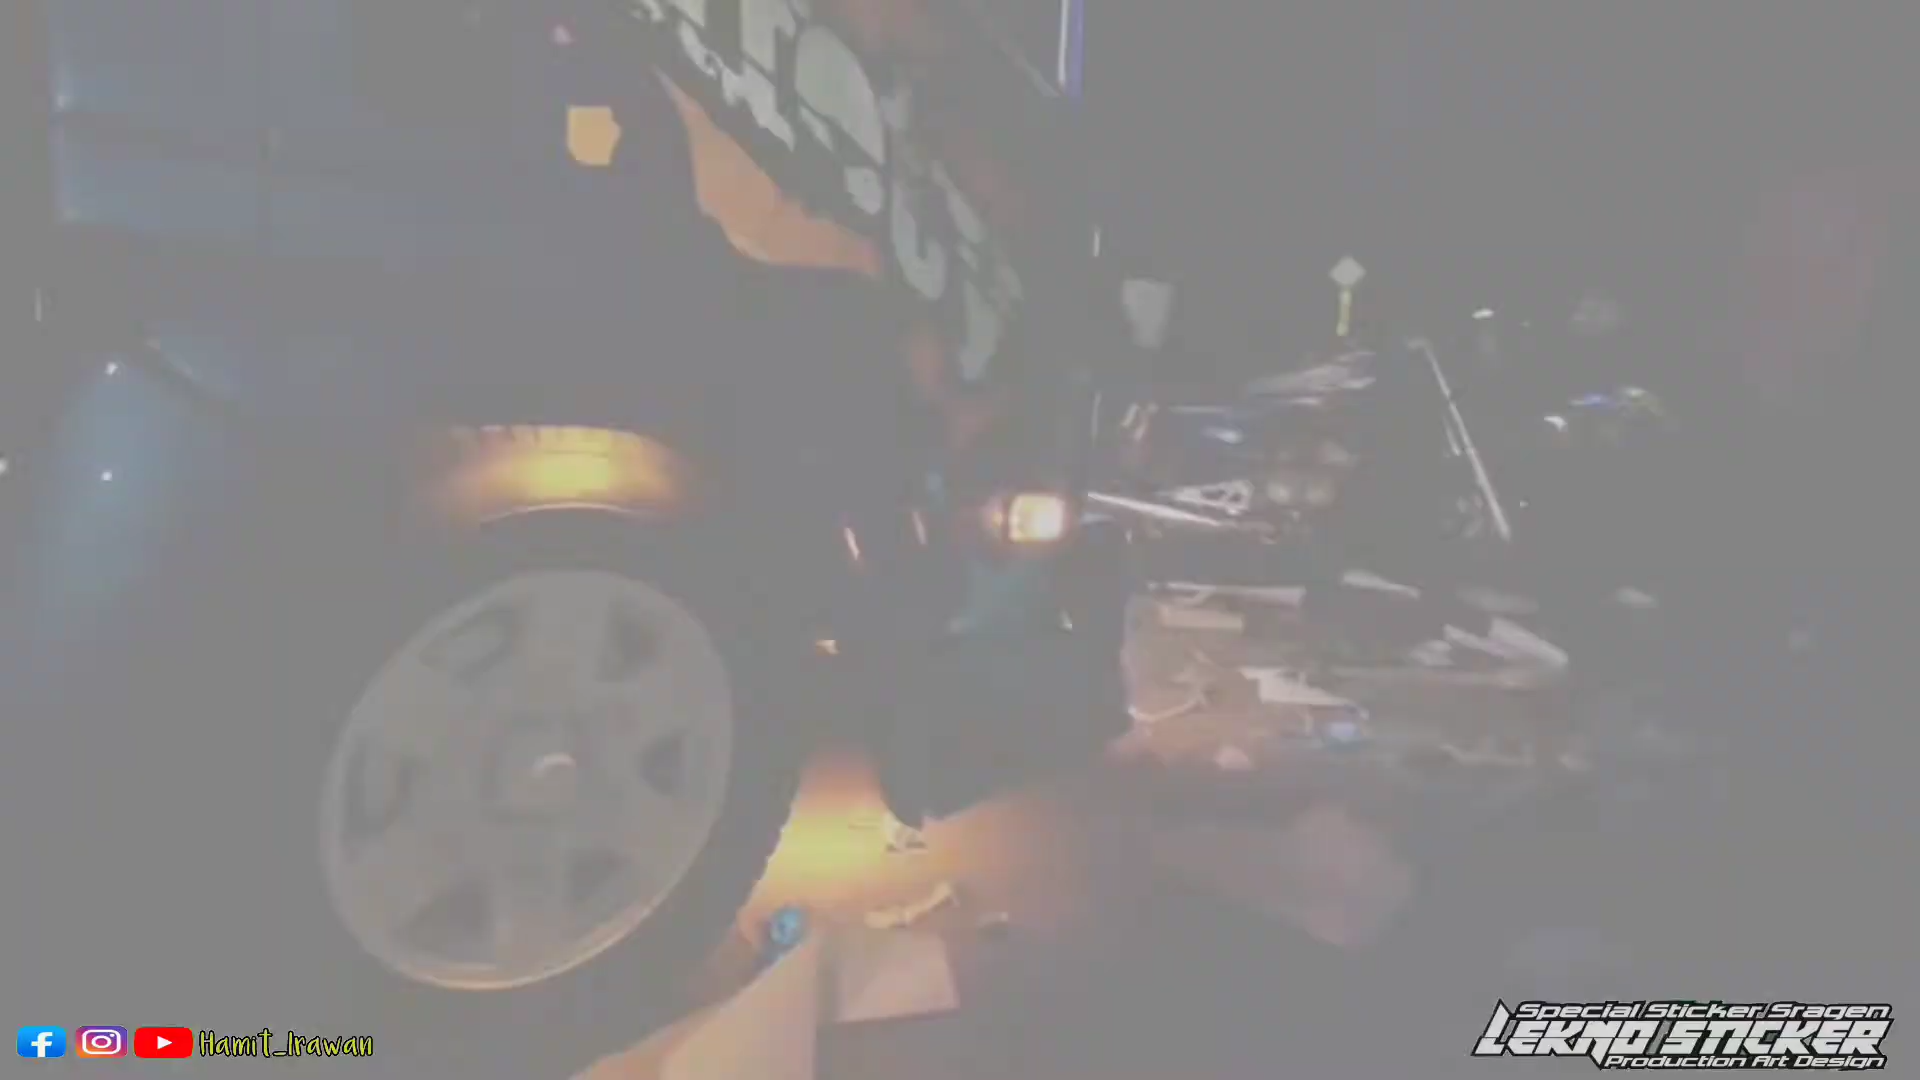 Hamit_Irawan
Special Sticker Sragen
LEKNO STICKER
Production Art Design